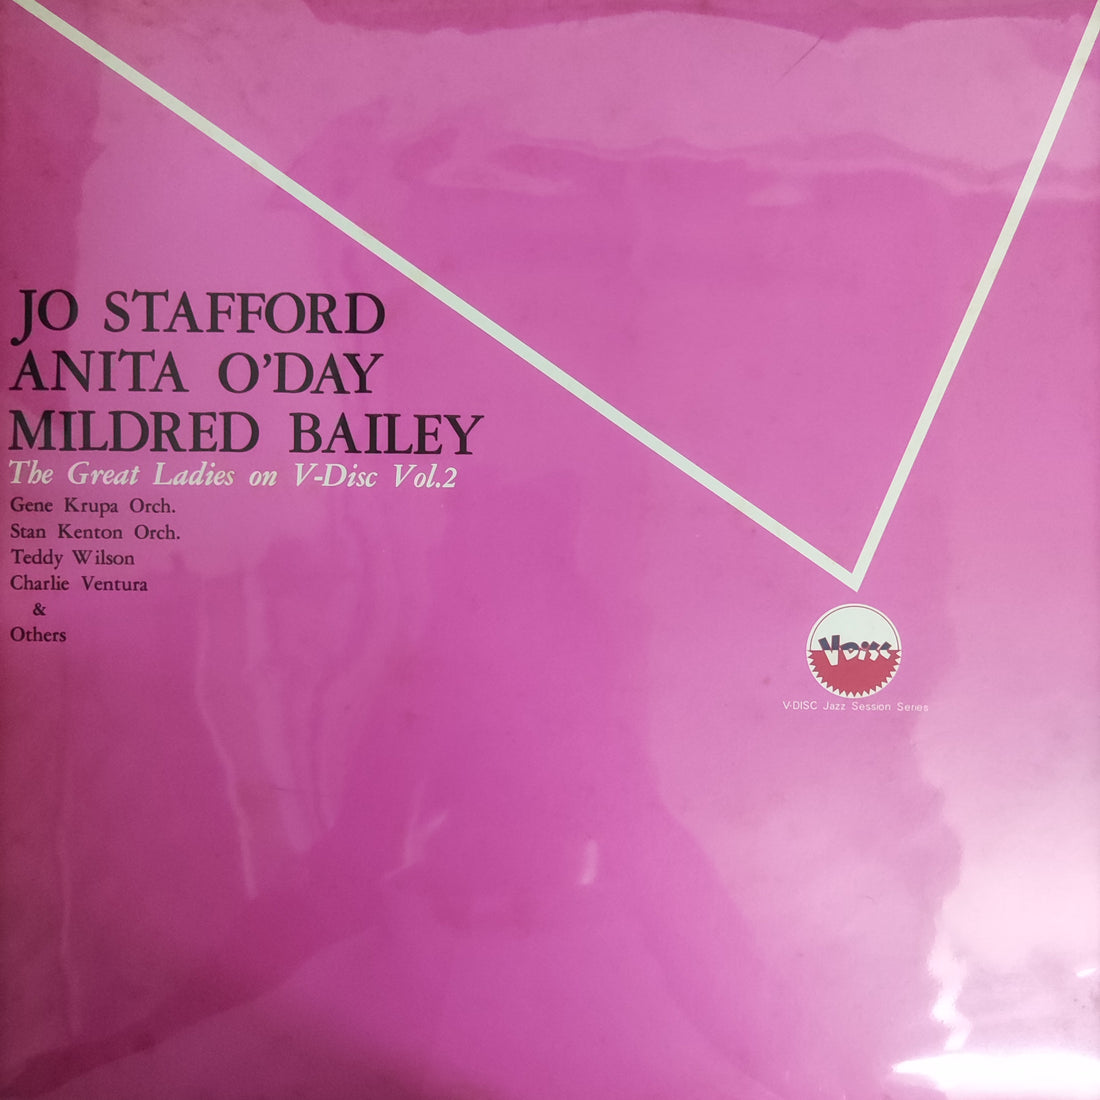 JO STAFFORD
ANITA O'DAY
MILDRED BAILEY
The Great Ladies on V-Disc Vol.2
Gene Krupa Orch.
Stan Kenton Orch.
Teddy Wilson
Charlie Ventura
&
Others
V DiSC
V-DISC Jazz Session Series